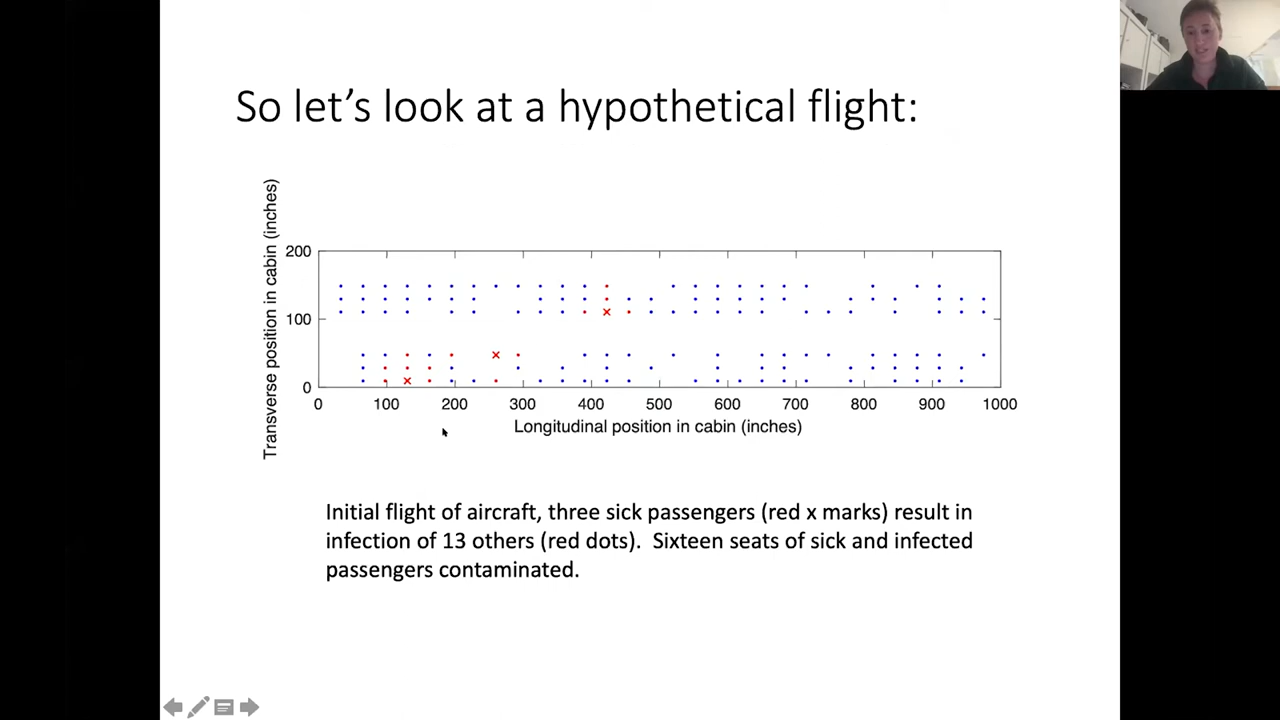 So let’s look at a hypothetical flight:
Transverse position in cabin (inches)
200
100
0
0 100 200 300 400 500 600 700 800 900 1000
Longitudinal position in cabin (inches)
Initial flight of aircraft, three sick passengers (red x marks) result in
infection of 13 others (red dots).  Sixteen seats of sick and infected
passengers contaminated.